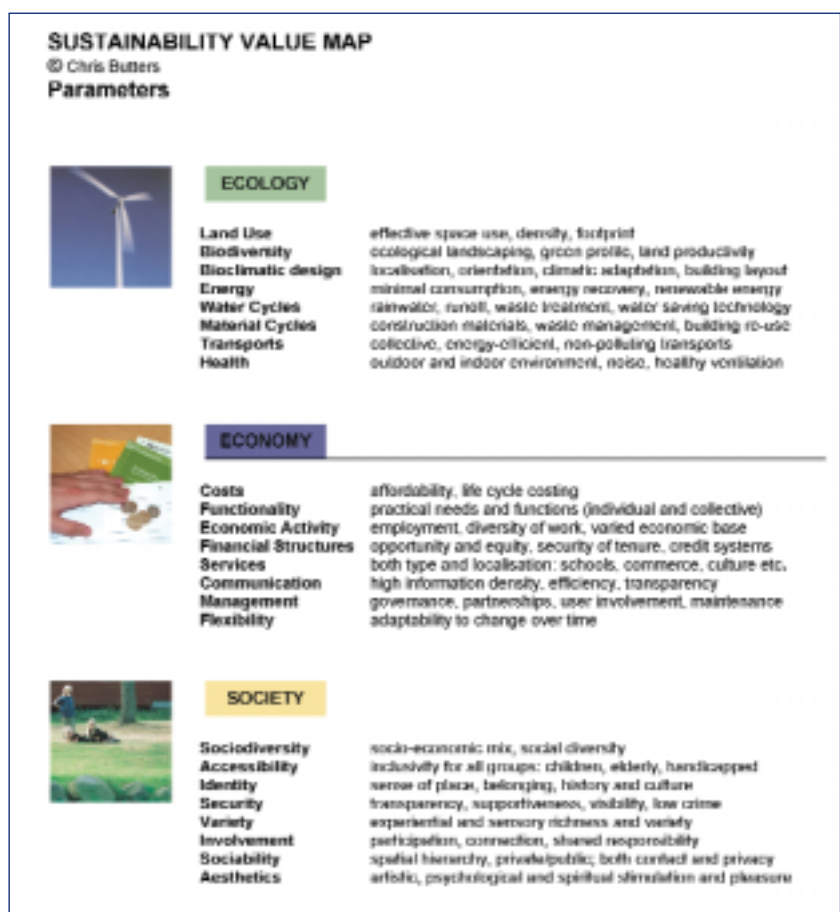 SUSTAINABILITY VALUE MAP
© Chris Butters
Parameters
ECOLOGY
Land Use effective space use, density, footprint
Biodiversity ecological landscaping, green profile, land productivity
Bioclimatic design localisation, orientation, climatic adaptation, building layout
Energy minimal consumption, energy recovery, renewable energy
Water Cycles rainwater, runoff, waste treatment, water saving technology
Material Cycles construction materials, waste management, building re-use
Transports collective, energy-efficient, non-polluting transports
Health outdoor and indoor environment, noise, healthy ventilation
ECONOMY
Costs affordability, life cycle costing
Functionality practical needs and functions (individual and collective)
Economic Activity employment, diversity of work, varied economic base
Financial Structures opportunity and equity, security of tenure, credit systems
Services both type and localisation: schools, commerce, culture etc.
Communication high information density, efficiency, transparency
Management governance, partnerships, user involvement, maintenance
Flexibility adaptability to change over time
SOCIETY
Sociodiversity socio-economic mix, social diversity
Accessibility inclusivity for all groups: children, elderly, handicapped
Identity sense of place, belonging, history and culture
Security transparency, supportiveness, visibility, low crime
Variety experiential and sensory richness and variety
Involvement participation, connection, shared responsibility
Sociability spatial hierarchy, private/public; both contact and privacy
Aesthetics artistic, psychological and spiritual stimulation and pleasure